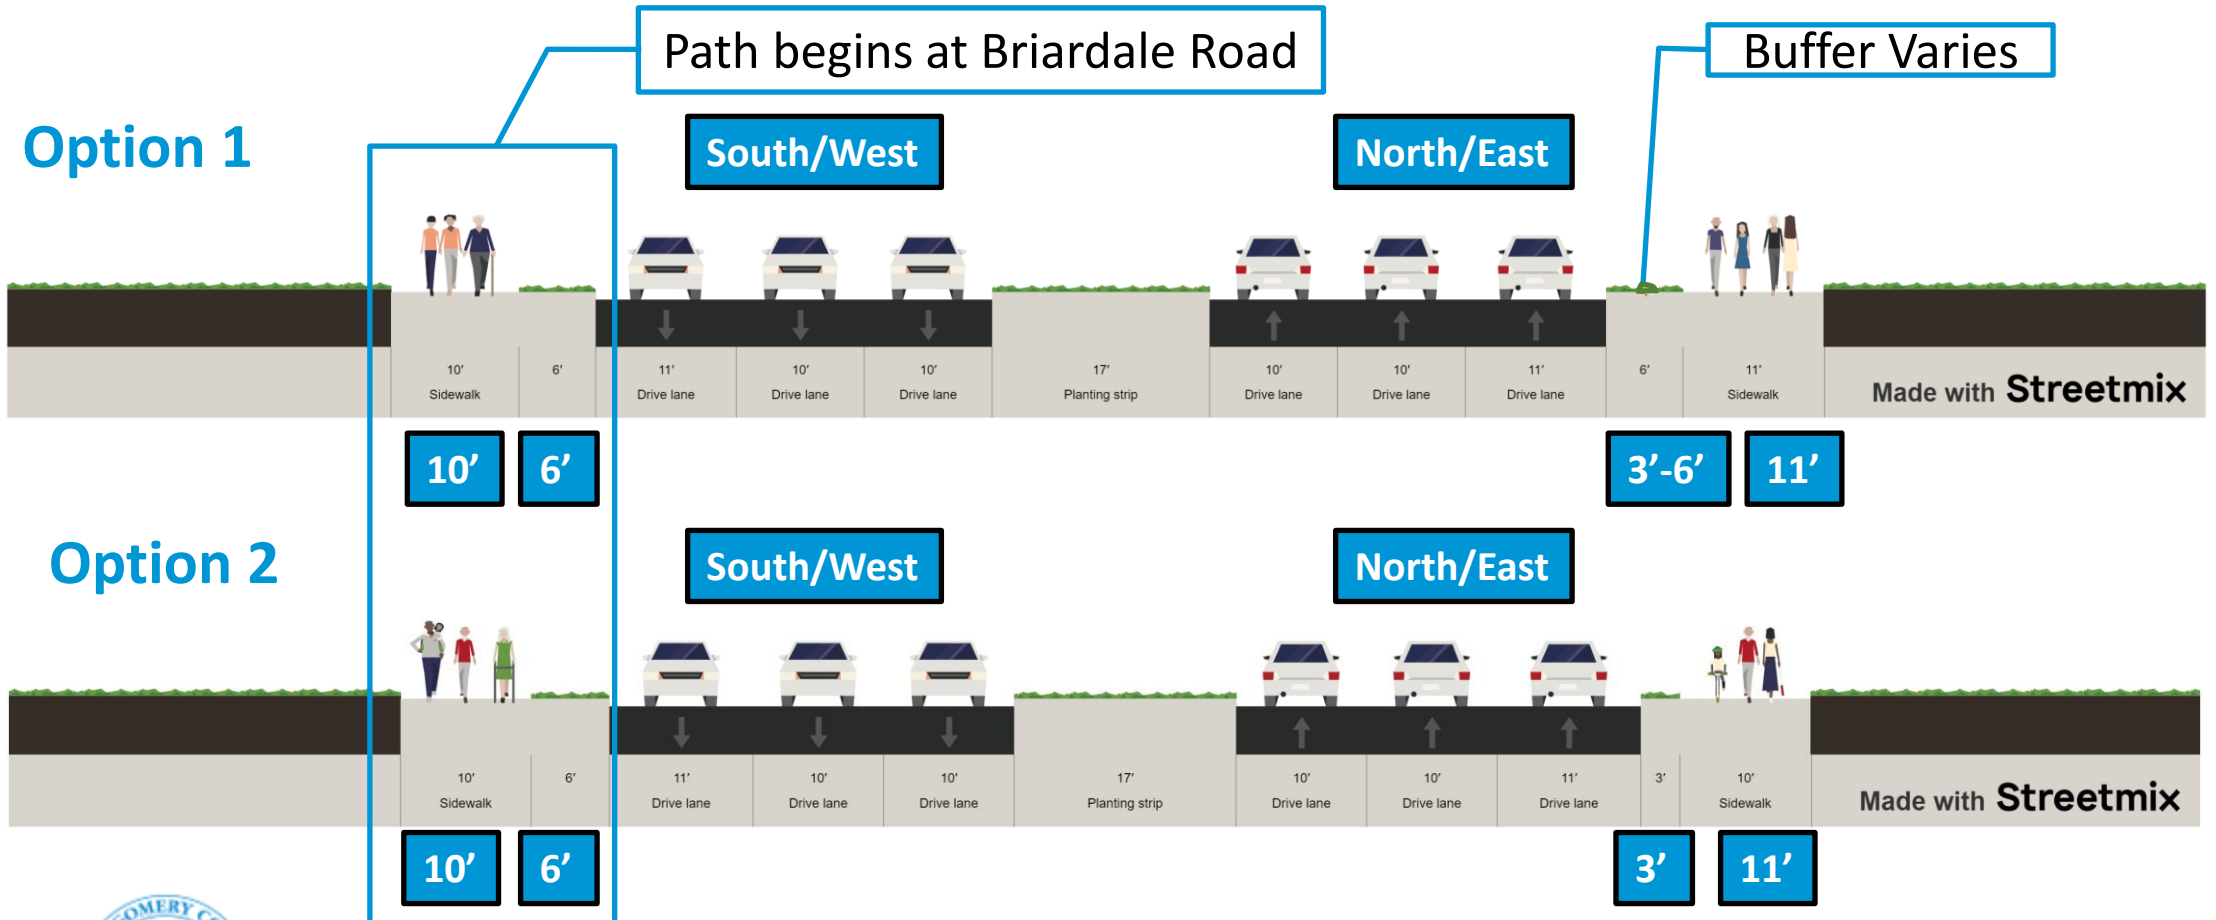 Path begins at Briardale Road
Buffer Varies
Option 1
South/West
North/East
10' 6' 11' 10' 10' 17' 10' 10' 11' 6' 11'
Sidewalk Drive lane Drive lane Drive lane Planting strip Drive lane Drive lane Drive lane Sidewalk
Made with Streetmix
10’ 6’ 3’-6’ 11’
Option 2
South/West
North/East
10' 6' 11' 10' 10' 17' 10' 10' 11' 3' 10'
Sidewalk Drive lane Drive lane Drive lane Planting strip Drive lane Drive lane Drive lane Sidewalk
Made with Streetmix
10’ 6’ 3’ 11’